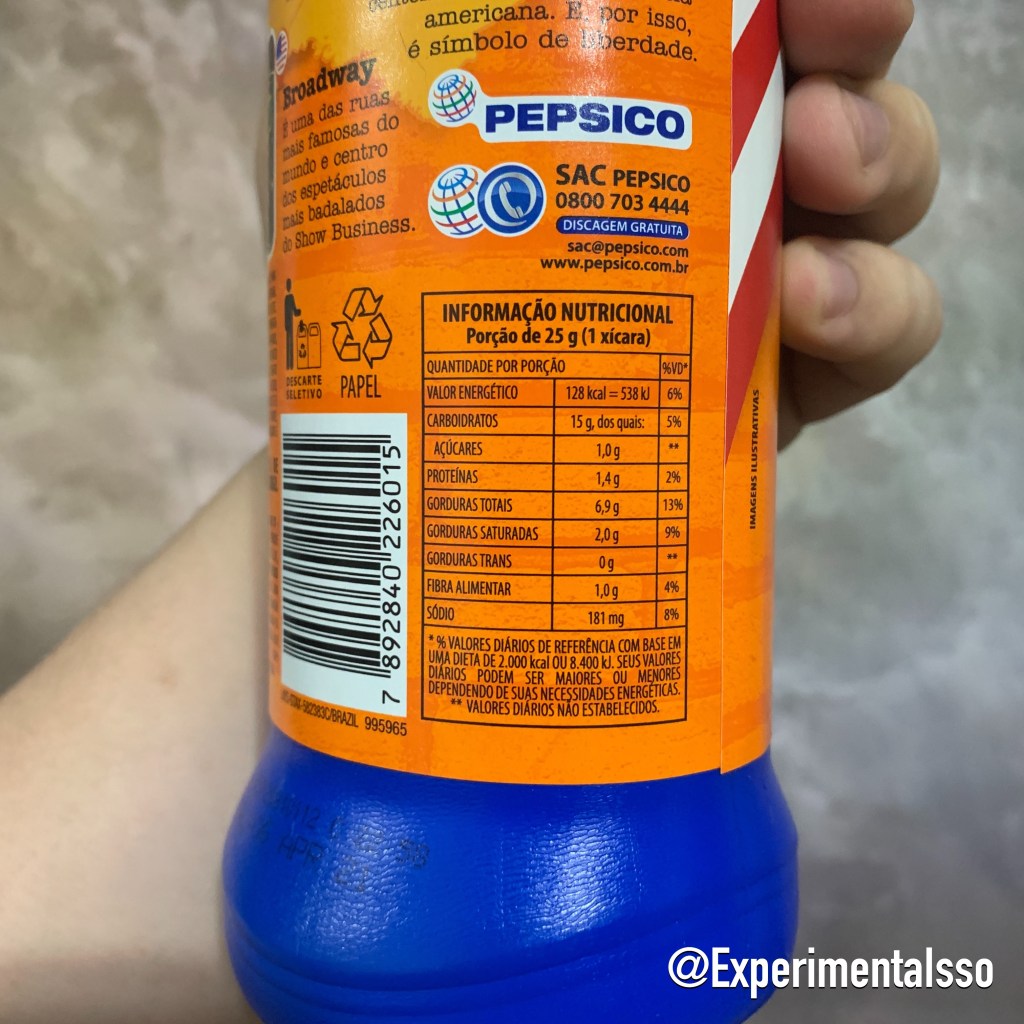 americana. E, por isso,
é símbolo de liberdade.
Broadway
É uma das ruas
mais famosas do
mundo e centro
dos espetáculos
mais badalados
do Show Business.
PEPSICO
SAC PEPSICO
0800 703 4444
DISCAGEM GRATUITA
sac@pepsico.com
www.pepsico.com.br
DESCARTE
SELETIVO
PAPEL
INFORMAÇÃO NUTRICIONAL
Porção de 25 g (1 xícara)
QUANTIDADE POR PORÇÃO %VD*
VALOR ENERGÉTICO 128 kcal = 538 kJ 6%
CARBOIDRATOS 15 g, dos quais: 5%
AÇÚCARES 1,0 g **
PROTEÍNAS 1,4 g 2%
GORDURAS TOTAIS 6,9 g 13%
GORDURAS SATURADAS 2,0 g 9%
GORDURAS TRANS 0 g **
FIBRA ALIMENTAR 1,0 g 4%
SÓDIO 181 mg 8%
* % VALORES DIÁRIOS DE REFERÊNCIA COM BASE EM
UMA DIETA DE 2.000 kcal OU 8.400 kJ. SEUS VALORES
DIÁRIOS PODEM SER MAIORES OU MENORES
DEPENDENDO DE SUAS NECESSIDADES ENERGÉTICAS.
** VALORES DIÁRIOS NÃO ESTABELECIDOS.
7 892840 226015
995965
IMAGENS ILUSTRATIVAS
@ExperimentaIsso